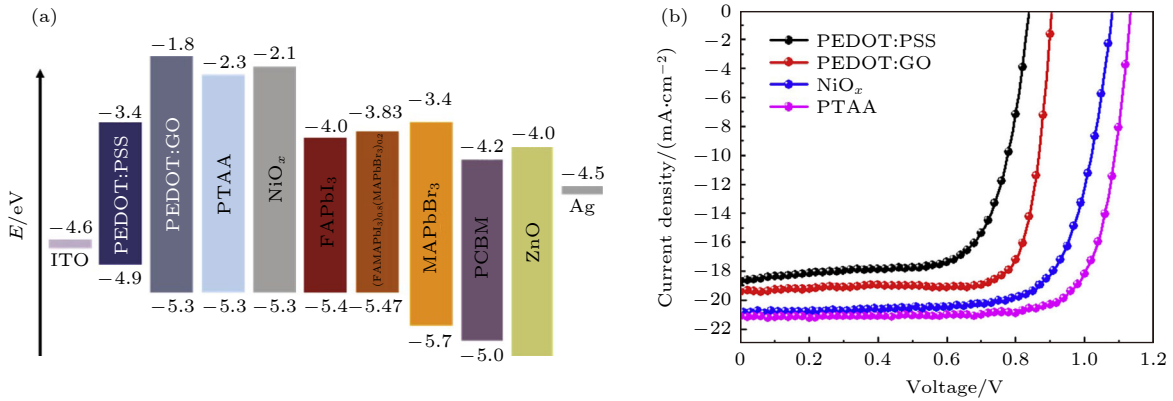 (a)
E/eV
−4.6
ITO
−3.4
PEDOT:PSS
−4.9
−1.8
PEDOT:GO
−5.3
−2.3
PTAA
−5.3
−2.1
NiOₓ
−5.3
−4.0
FAPbI₃
−5.4
−3.83
(FAMAPbI₃)₀.₈(MAPbBr₃)₀.₂
−5.47
−3.4
MAPbBr₃
−5.7
−4.2
PCBM
−5.0
−4.0
ZnO
−4.5
Ag
(b)
Current density/(mA·cm⁻²)
0
−2
−4
−6
−8
−10
−12
−14
−16
−18
−20
−22
PEDOT:PSS
PEDOT:GO
NiOₓ
PTAA
0 0.2 0.4 0.6 0.8 1.0 1.2
Voltage/V